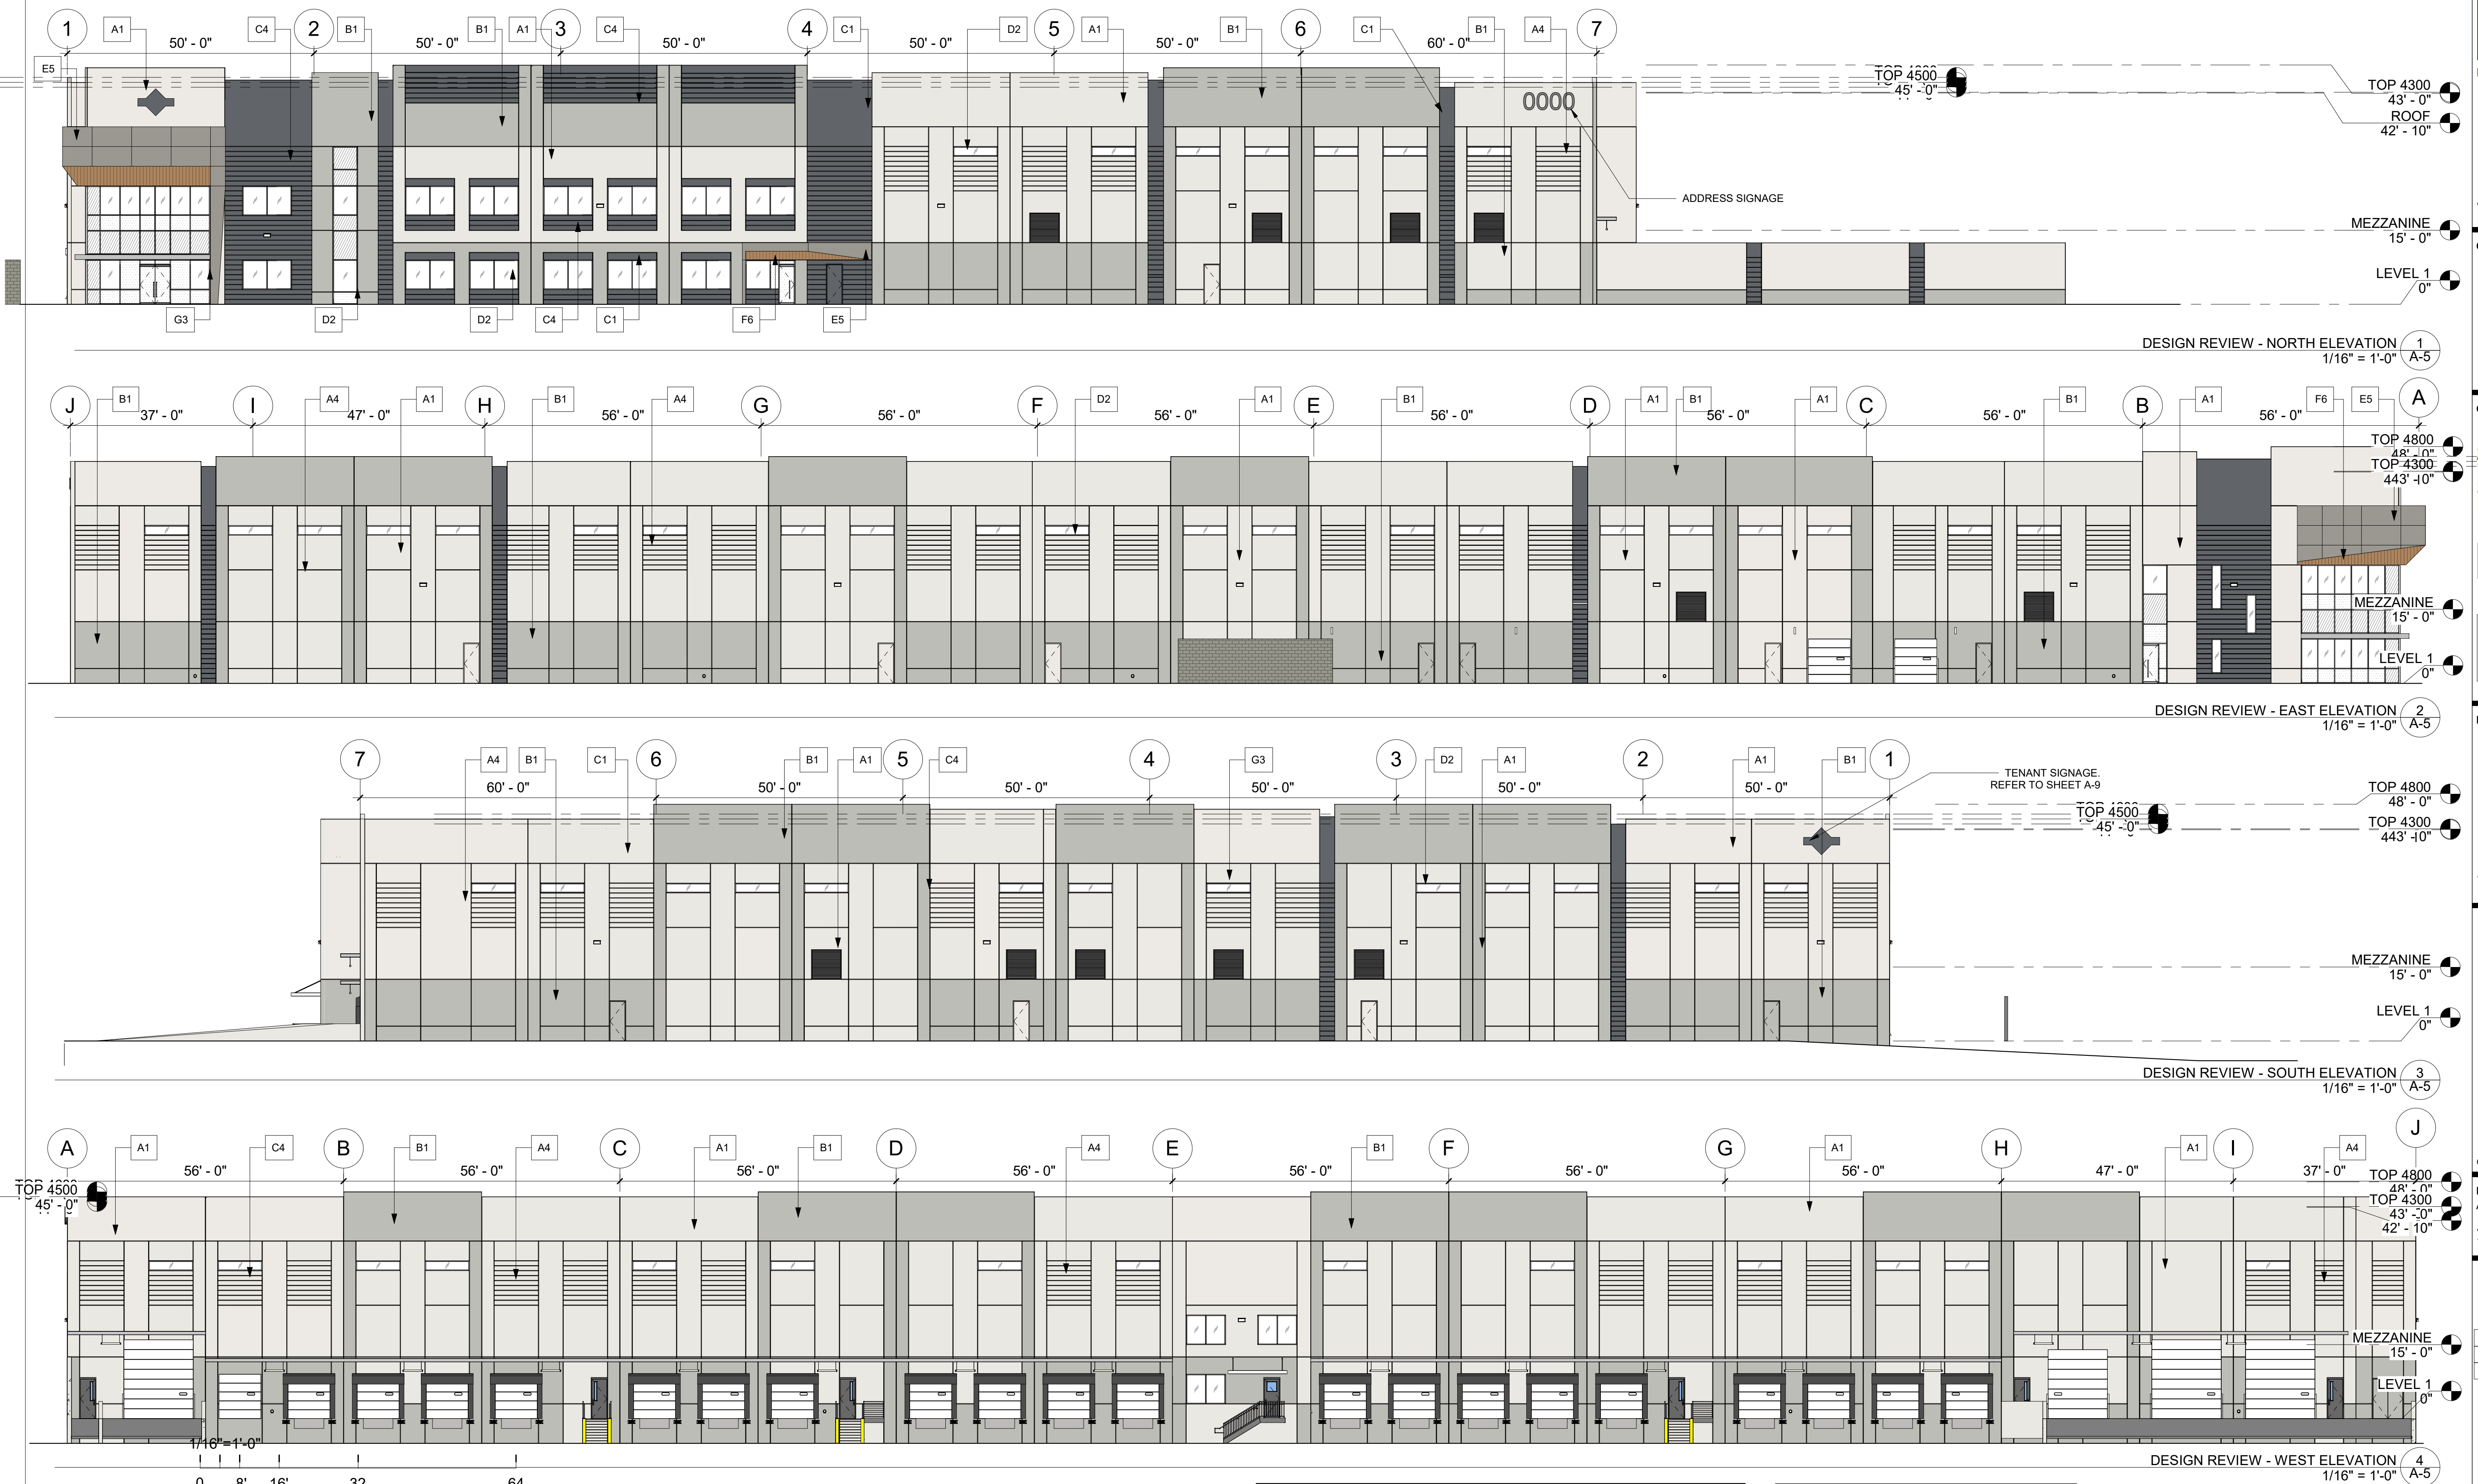 1 A1 C4 2 B1 B1 A1 3 C4 4 C1 D2 5 A1 B1 6 C1 B1 A4 7
50' - 0" 50' - 0" 50' - 0" 50' - 0" 50' - 0" 60' - 0"
E5
TOP 4500
45' - 0"
TOP 4300
43' - 0"
ROOF
42' - 10"
0000
ADDRESS SIGNAGE
MEZZANINE
15' - 0"
LEVEL 1
0"
G3 D2 D2 C4 C1 F6 E5
DESIGN REVIEW - NORTH ELEVATION 1
1/16" = 1'-0" A-5
J B1 I A4 A1 H B1 A4 G F D2 A1 E B1 D A1 B1 A1 C B1 B A1 F6 E5 A
37' - 0" 47' - 0" 56' - 0" 56' - 0" 56' - 0" 56' - 0" 56' - 0" 56' - 0" 56' - 0"
TOP 4800
48' - 0"
TOP 4300
MEZZANINE
15' - 0"
LEVEL 1
0"
DESIGN REVIEW - EAST ELEVATION 2
1/16" = 1'-0" A-5
7 A4 B1 C1 6 B1 A1 5 C4 4 G3 3 D2 A1 2 A1 B1 1
60' - 0" 50' - 0" 50' - 0" 50' - 0" 50' - 0" 50' - 0"
TENANT SIGNAGE.
REFER TO SHEET A-9
TOP 4800
48' - 0"
TOP 4500
45' - 0"
TOP 4300
MEZZANINE
15' - 0"
LEVEL 1
0"
DESIGN REVIEW - SOUTH ELEVATION 3
1/16" = 1'-0" A-5
A A1 C4 B B1 A4 C A1 B1 D A4 E B1 F G A1 H A1 I A4 J
56' - 0" 56' - 0" 56' - 0" 56' - 0" 56' - 0" 56' - 0" 56' - 0" 47' - 0" 37' - 0"
TOP 4500
45' - 0"
TOP 4800
48' - 0"
TOP 4300
43' - 0"
42' - 10"
MEZZANINE
15' - 0"
LEVEL 1
0"
1/16"=1'-0"
DESIGN REVIEW - WEST ELEVATION 4
1/16" = 1'-0" A-5
0 8' 16' 32 64